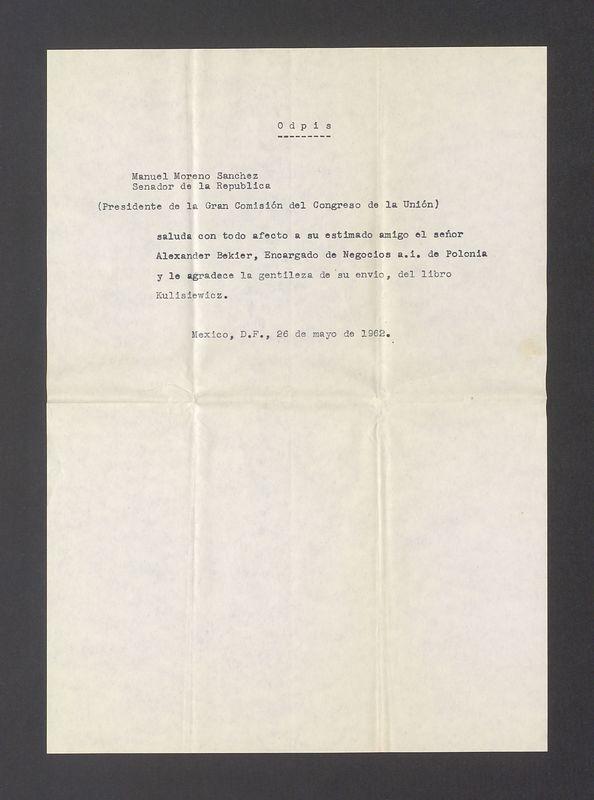 O d p i s
Manuel Moreno Sanchez
Senador de la Republica
(Presidente de la Gran Comisión del Congreso de la Unión)
saluda con todo afecto a su estimado amigo el señor
Alexander Bekier, Encargado de Negocios a.i. de Polonia
y le agradece la gentileza de su envio, del libro
Kulisiewicz.
Mexico, D.F., 26 de mayo de 1962.